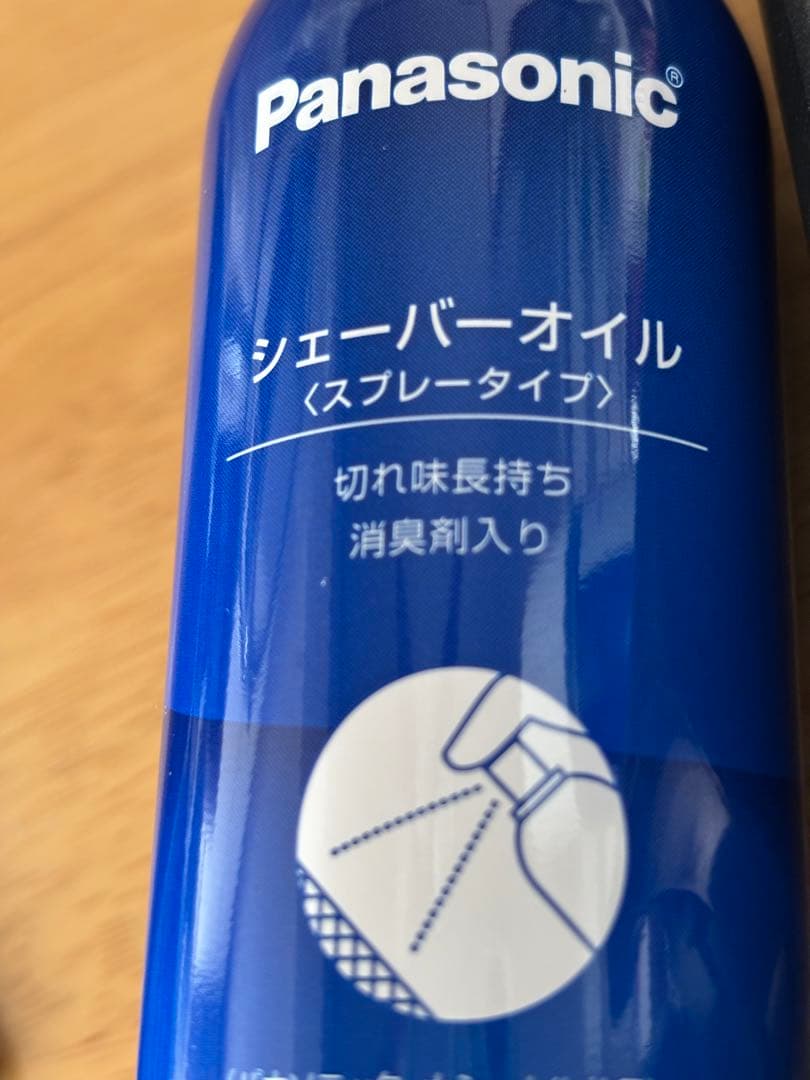 Panasonic®
シェーバーオイル
〈スプレータイプ〉
切れ味長持ち
消臭剤入り